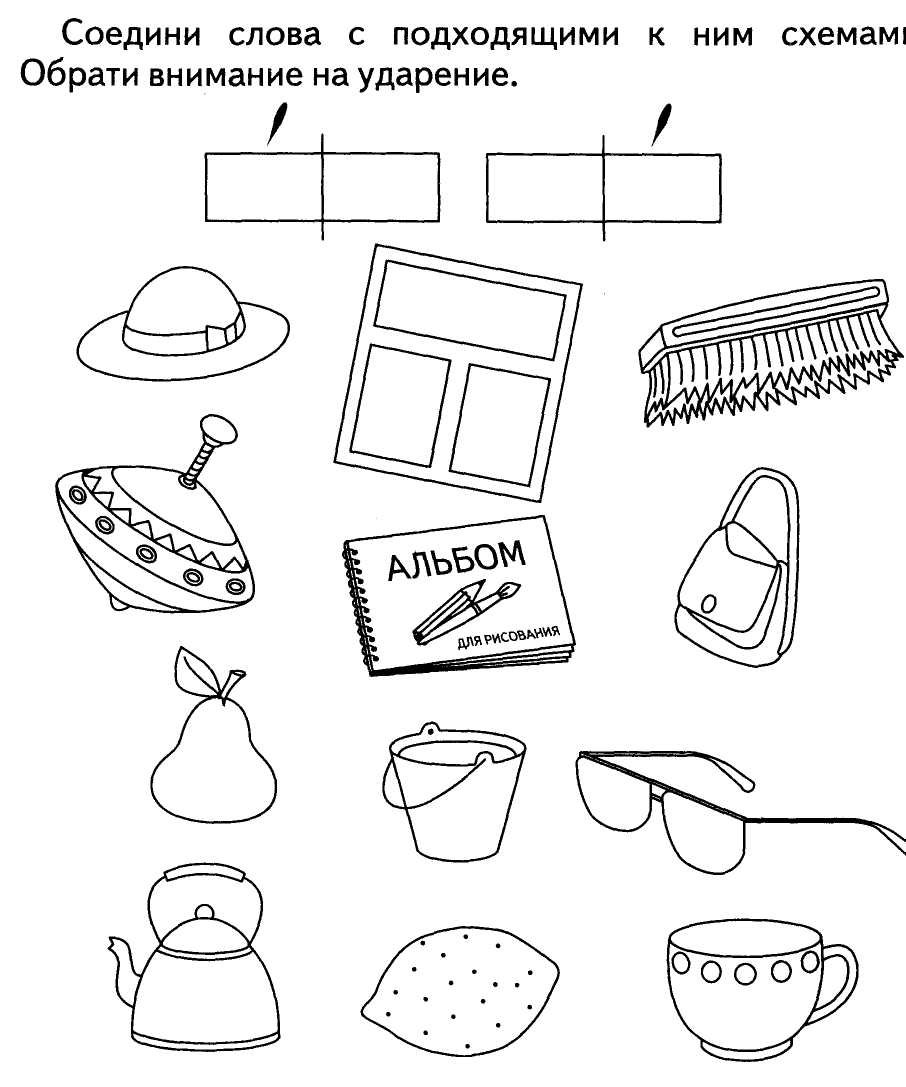 Соедини слова с подходящими к ним схемами
Обрати внимание на ударение.
АЛЬБОМ
ДЛЯ РИСОВАНИЯ